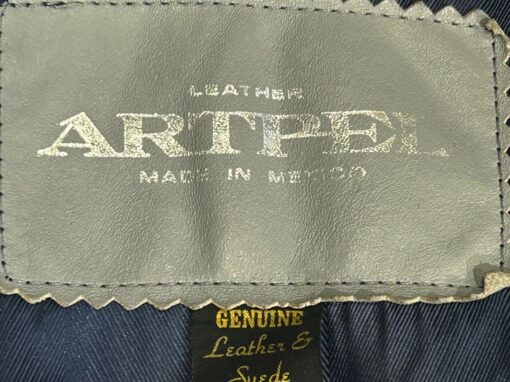 LEATHER
ARTPEL
MADE IN MEXICO
GENUINE
Leather &
Suede